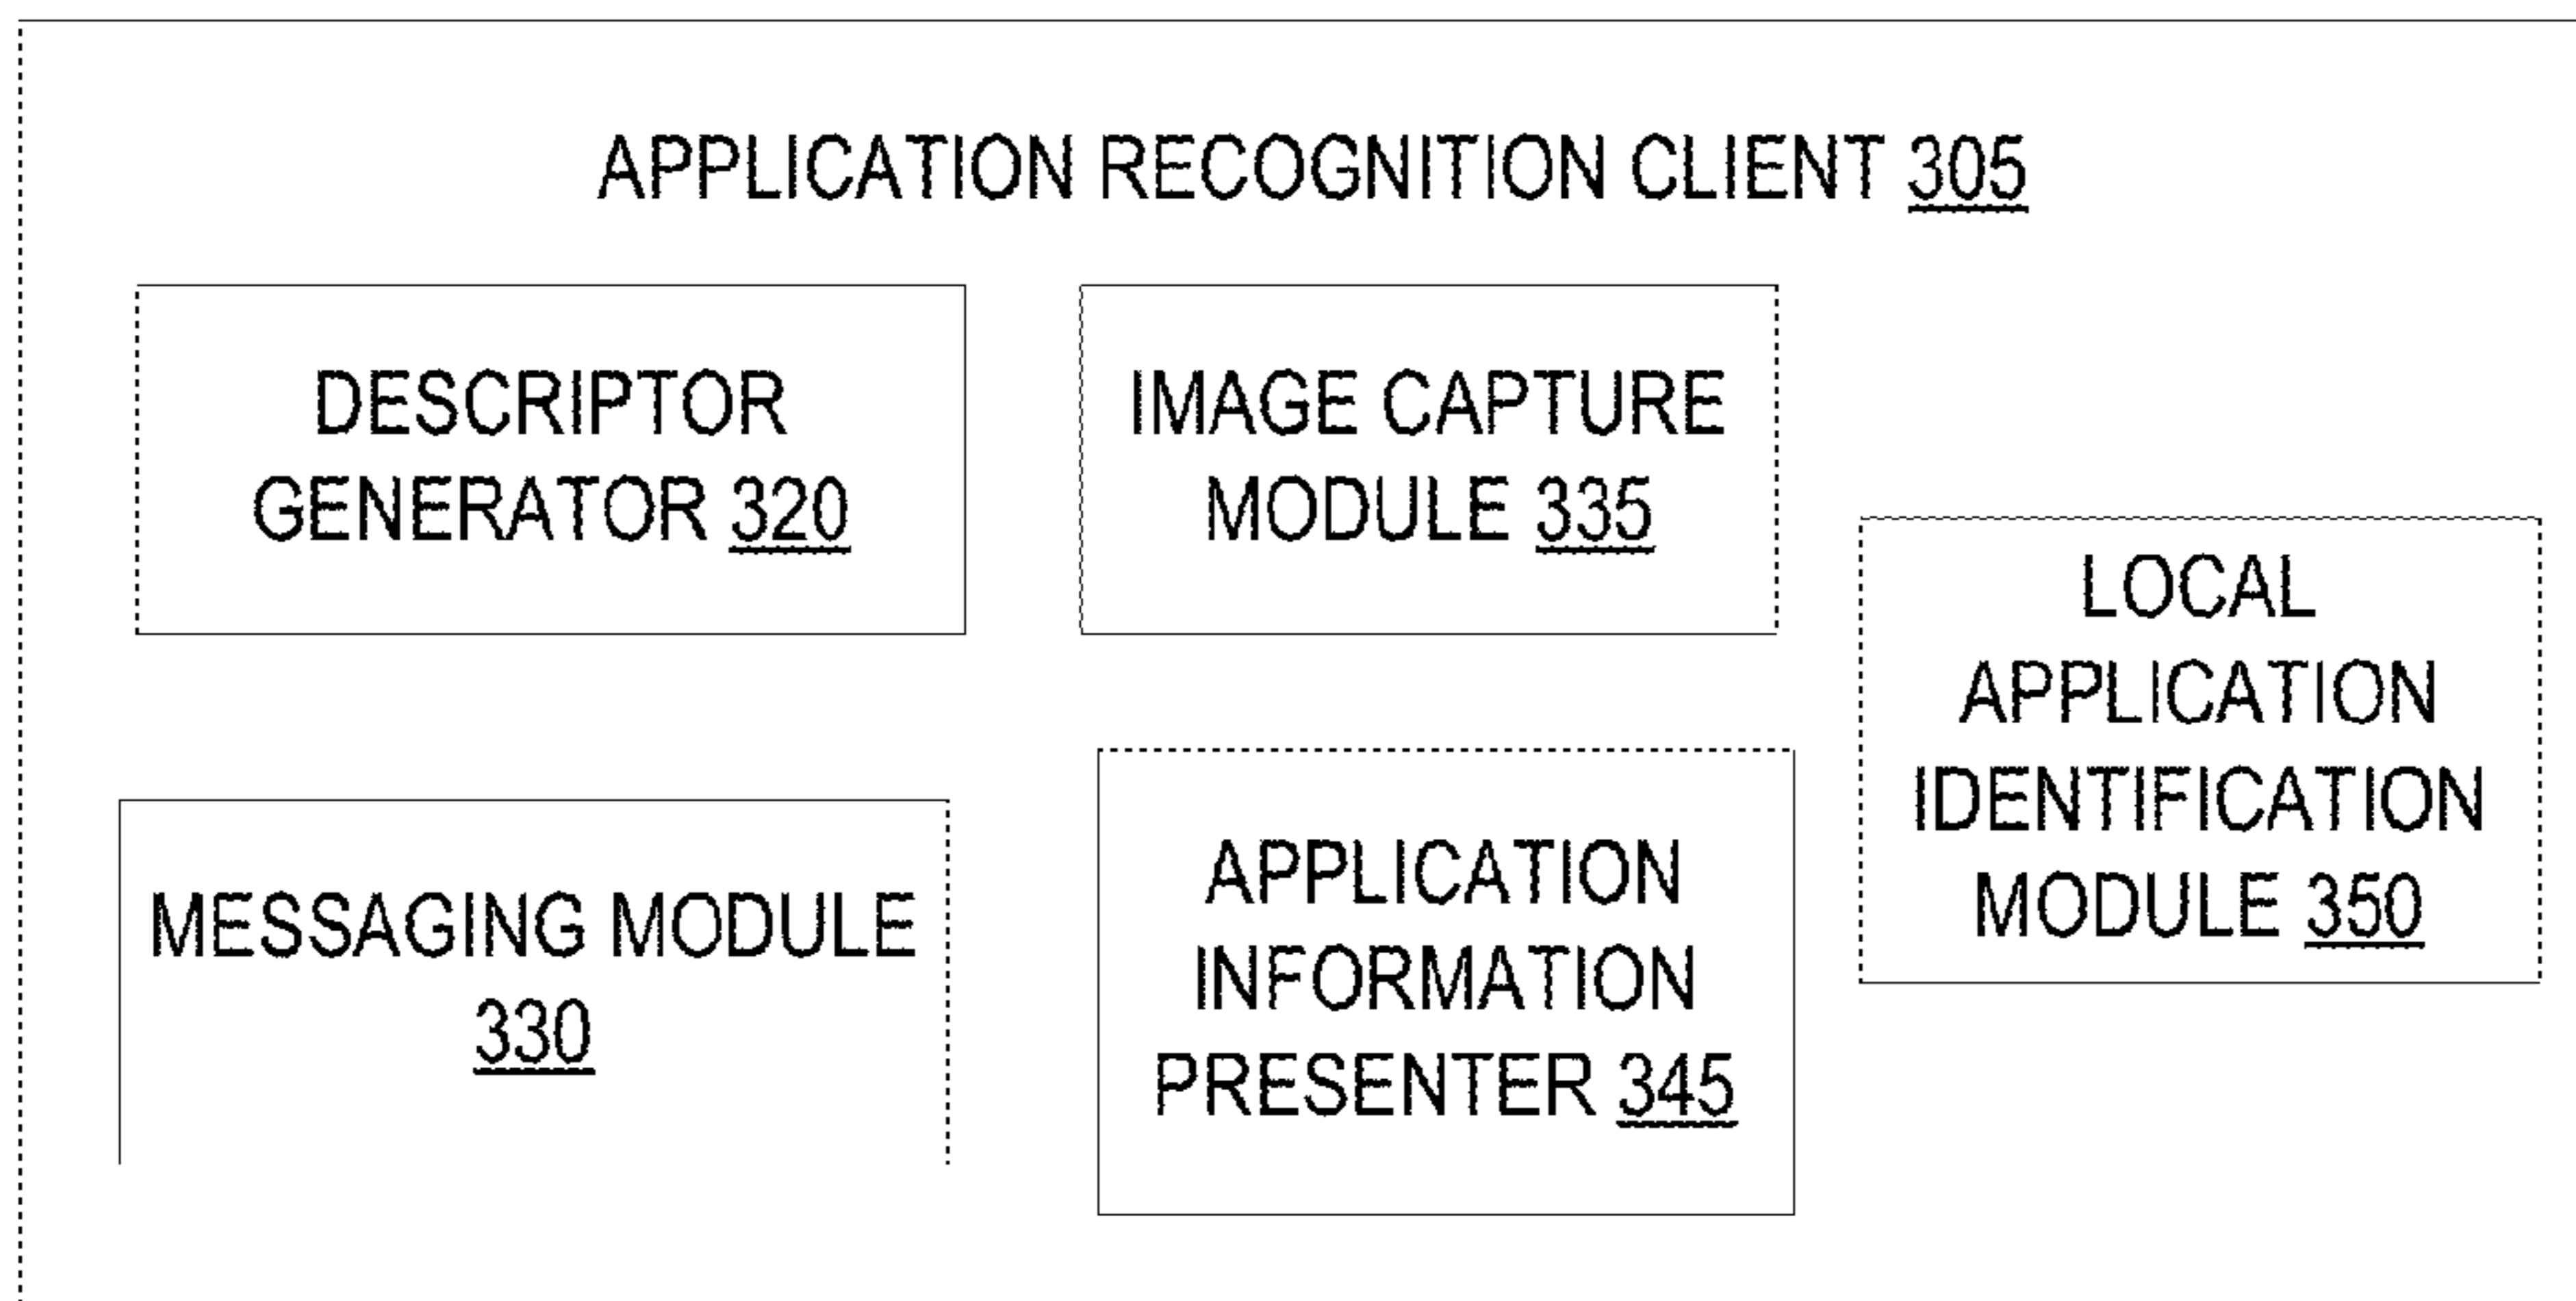 APPLICATION RECOGNITION CLIENT 305
DESCRIPTOR
GENERATOR 320
IMAGE CAPTURE
MODULE 335
LOCAL
APPLICATION
IDENTIFICATION
MODULE 350
MESSAGING MODULE
330
APPLICATION
INFORMATION
PRESENTER 345